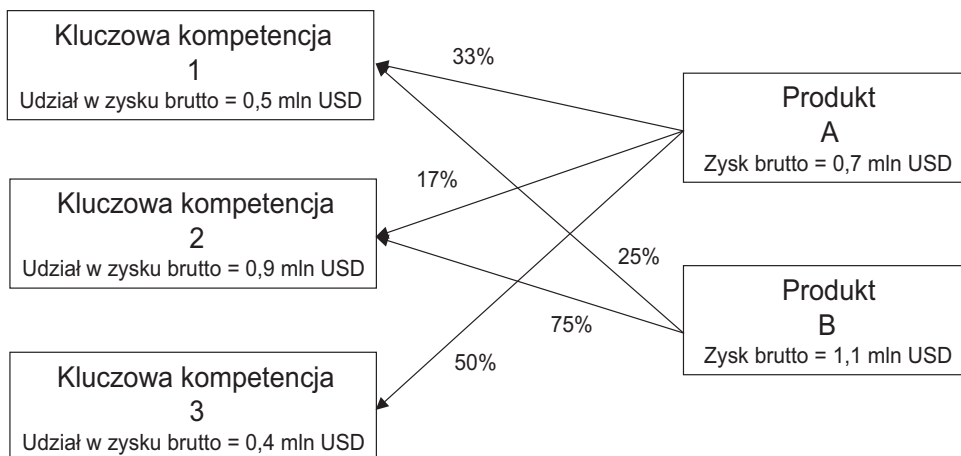 Kluczowa kompetencja
1
Udział w zysku brutto = 0,5 mln USD
33%
Produkt
A
Zysk brutto = 0,7 mln USD
17%
Kluczowa kompetencja
2
Udział w zysku brutto = 0,9 mln USD
25%
Produkt
B
Zysk brutto = 1,1 mln USD
75%
50%
Kluczowa kompetencja
3
Udział w zysku brutto = 0,4 mln USD